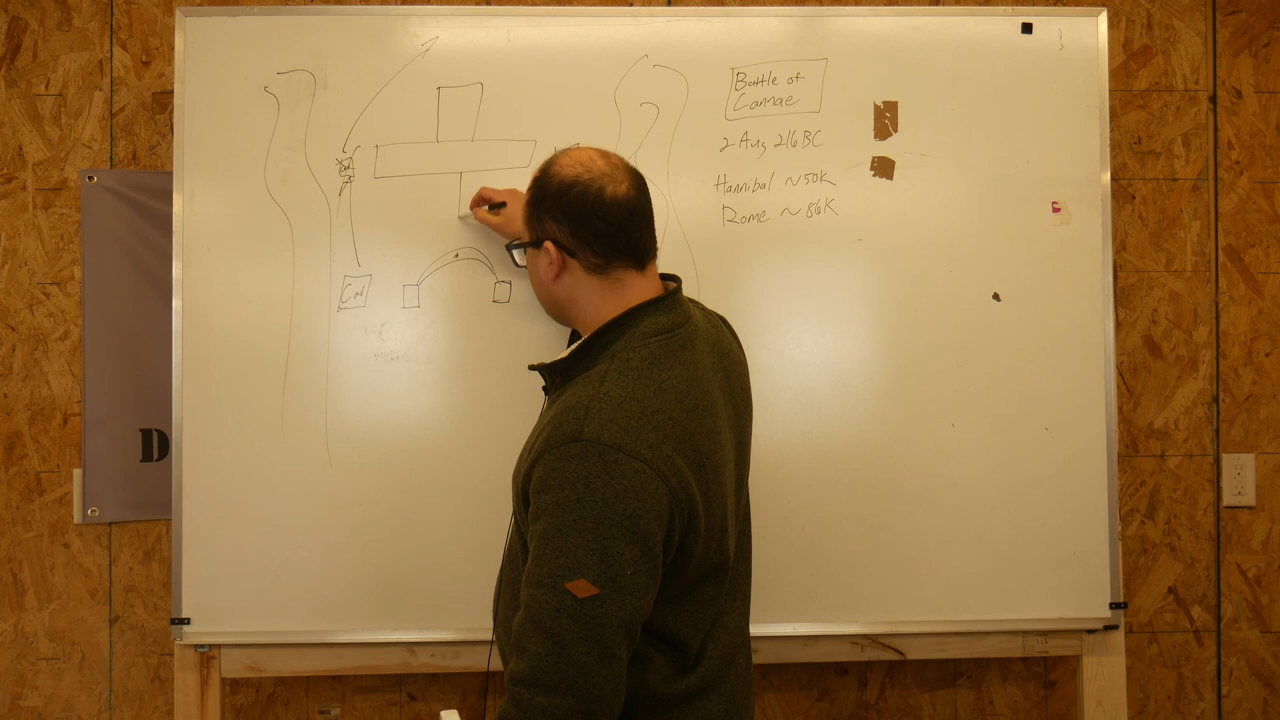 Battle of
Cannae
2 Aug 216 BC
Hannibal ~50K
Rome ~86K
Cav
D